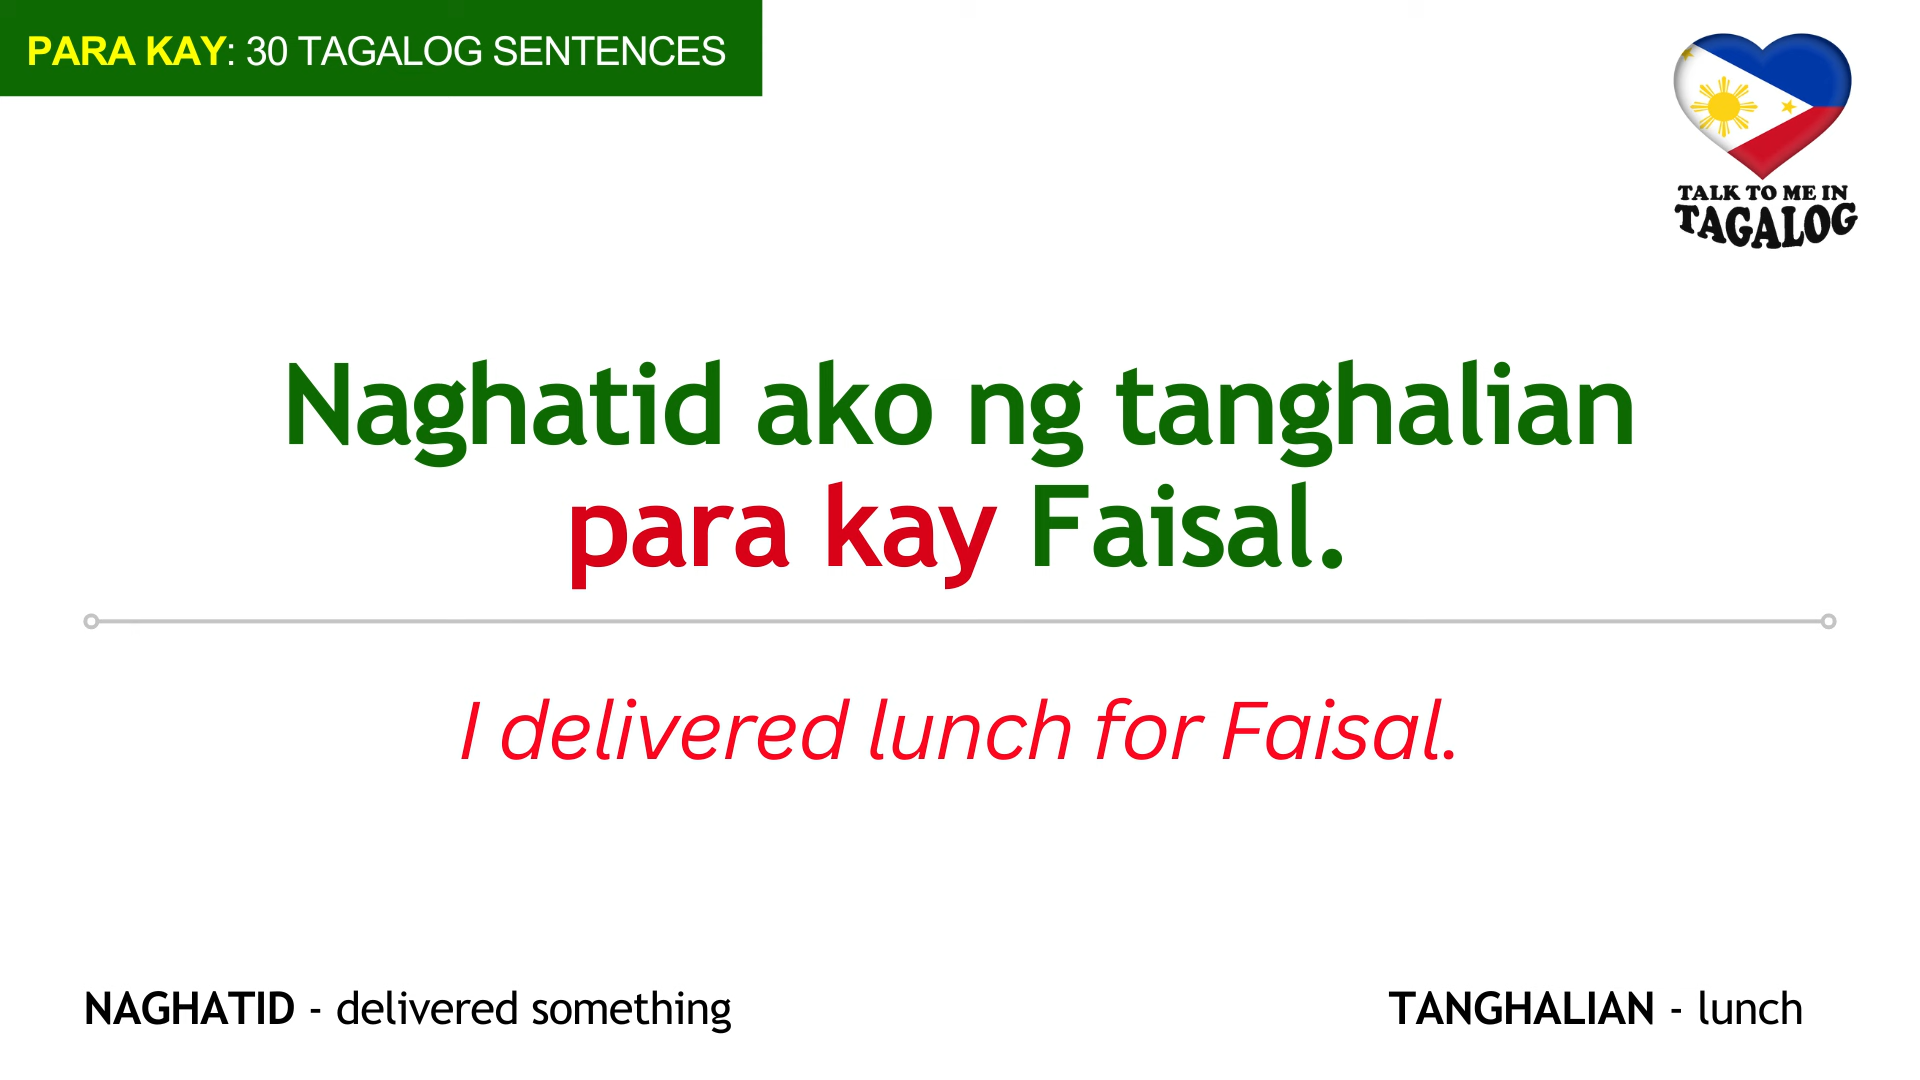 PARA KAY: 30 TAGALOG SENTENCES
TALK TO ME IN
TAGALOG
Naghatid ako ng tanghalian
para kay Faisal.
I delivered lunch for Faisal.
NAGHATID - delivered something
TANGHALIAN - lunch